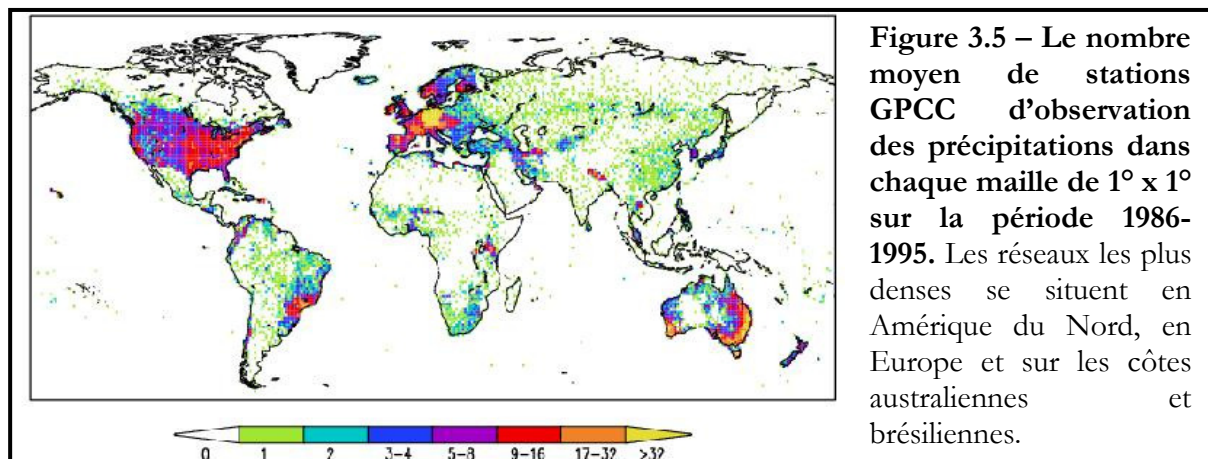 Figure 3.5 – Le nombre
moyen de stations
GPCC d'observation
des précipitations dans
chaque maille de 1° x 1°
sur la période 1986-
1995. Les réseaux les plus
denses se situent en
Amérique du Nord, en
Europe et sur les côtes
australiennes et
brésiliennes.
0 1 2 3-4 5-8 9-16 17-32 >32